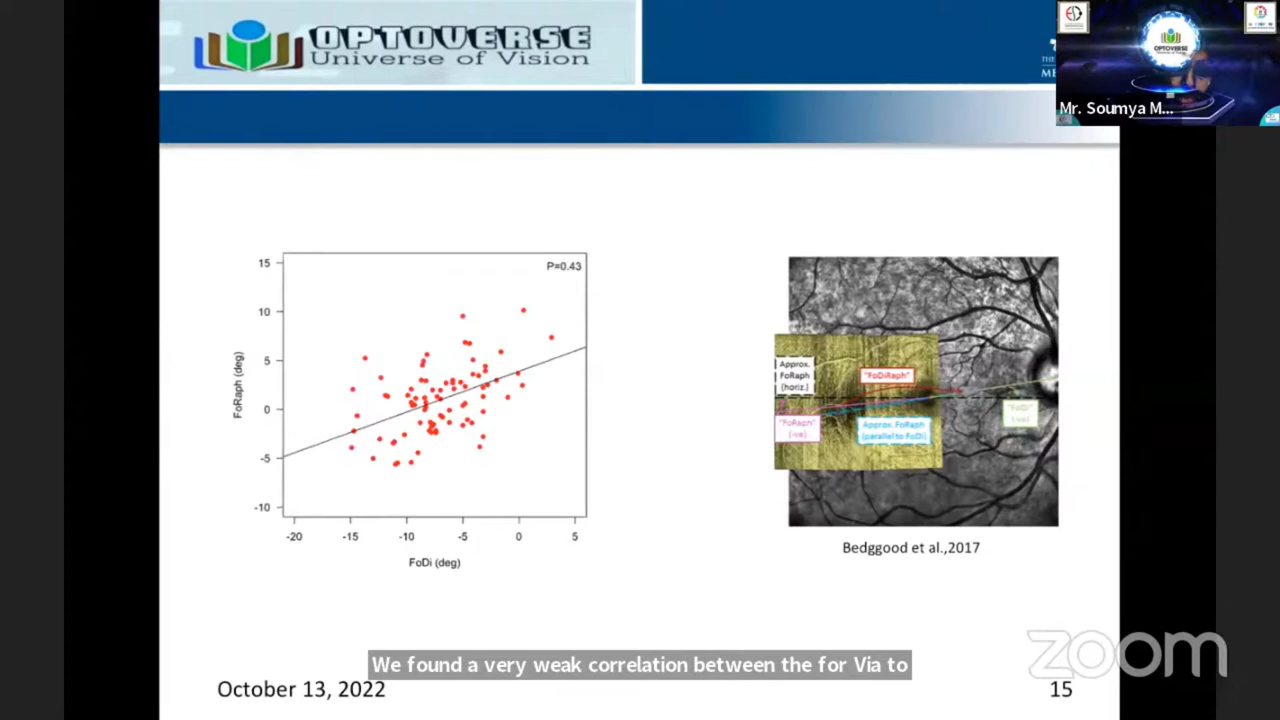 OPTOVERSE
Universe of Vision
OPTOVERSE
Mr. Soumya M...
P=0.43
15
10
5
0
-5
-10
FoRaph (deg)
-20
-15
-10
-5
0
5
FoDi (deg)
Approx.
FoRaph
(horiz.)
"FoDiRaph"
"FoRaph"
(-ve)
Approx. FoRaph
(parallel to FoDi)
"FoDi"
(-ve)
Bedggood et al.,2017
We found a very weak correlation between the for Via to
zoom
October 13, 2022
15